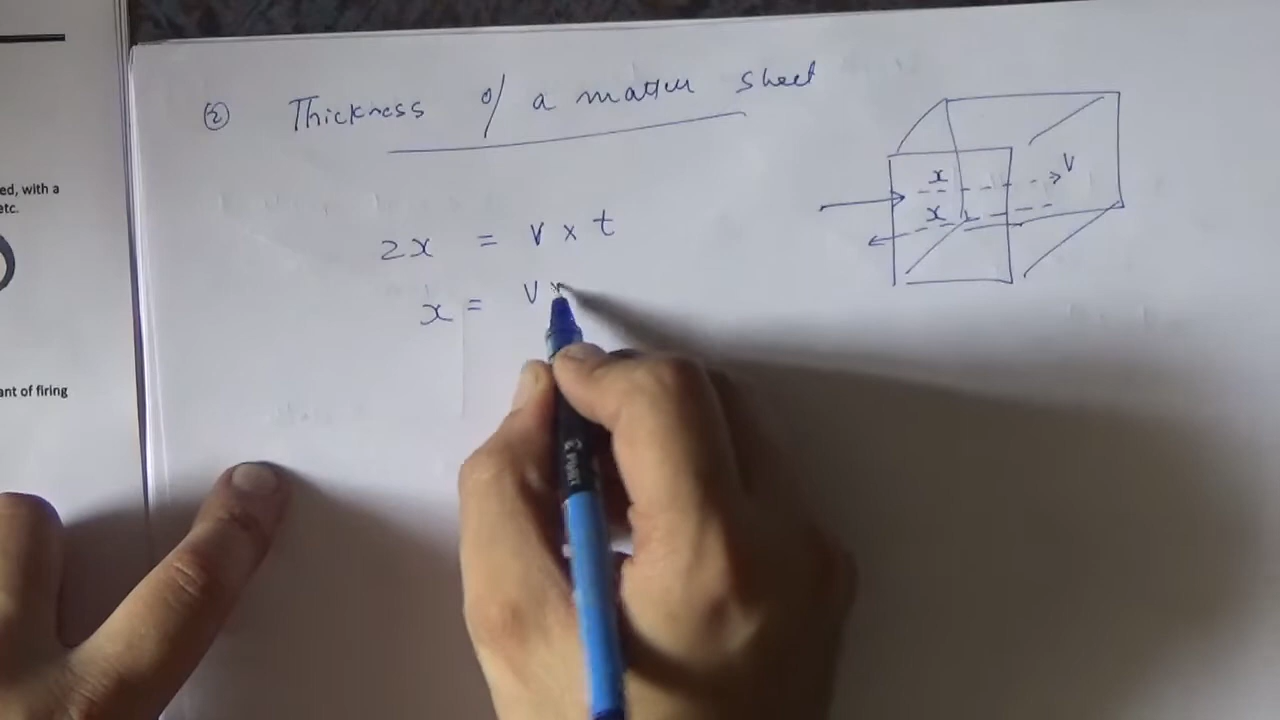 ② Thickness of a matter sheet
2x = v × t
x = v ×
x
v
x
ed, with a
etc.
ant of firing